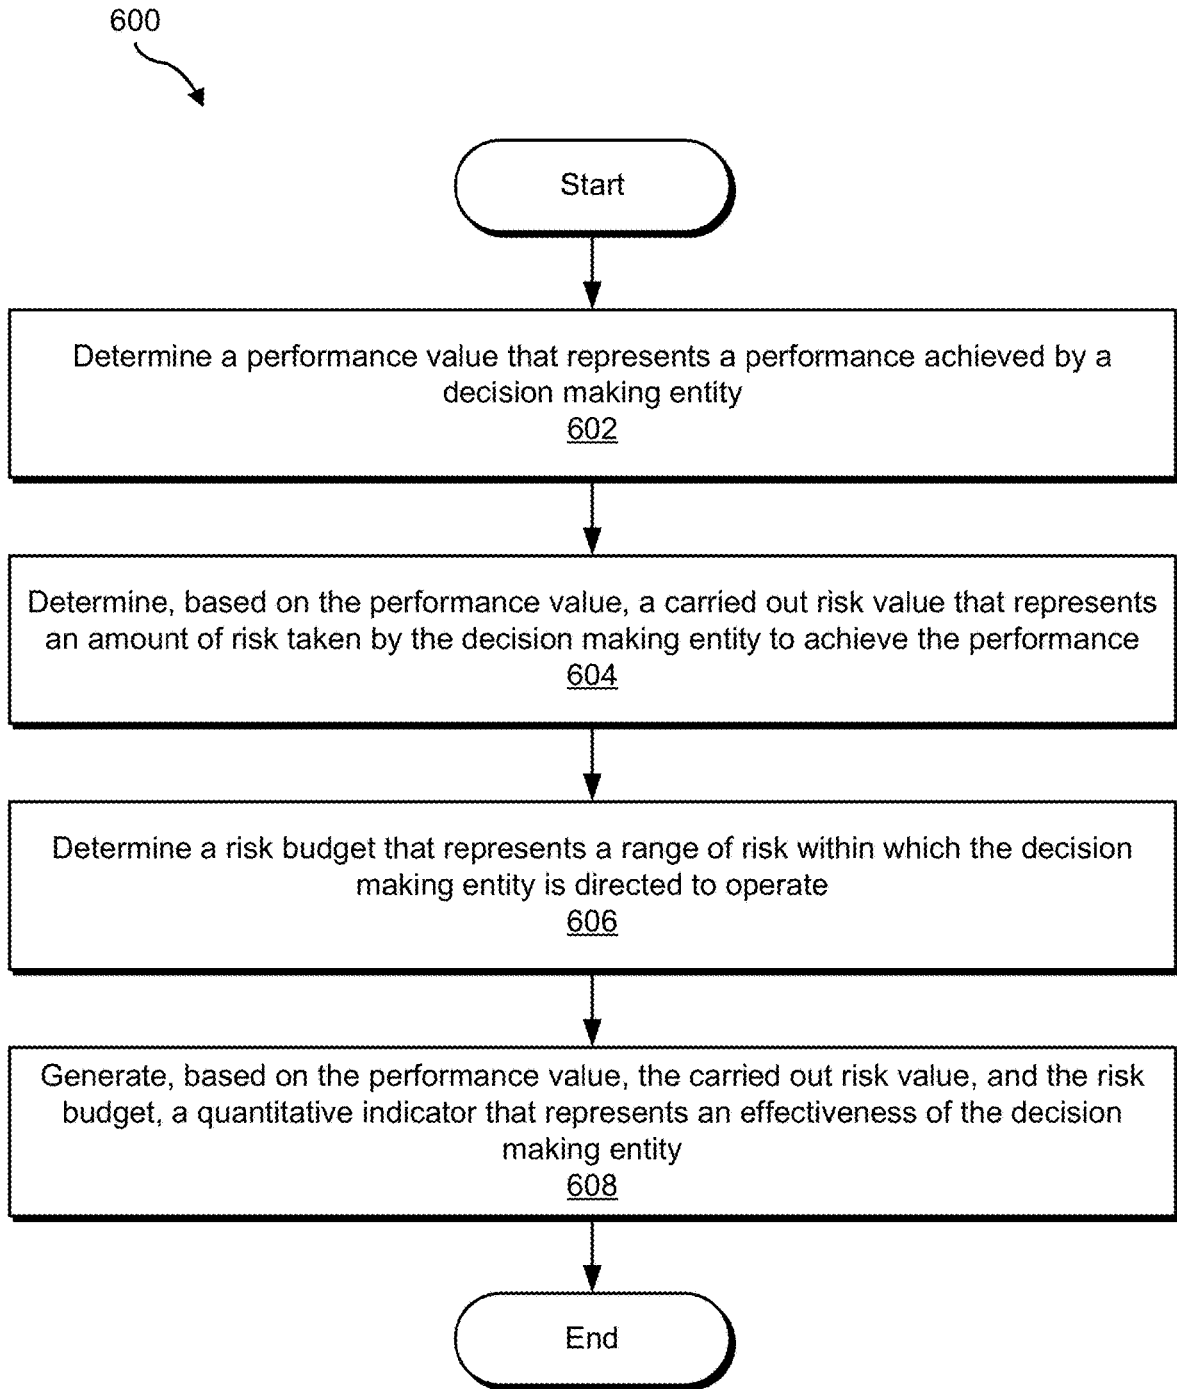 600
Start
Determine a performance value that represents a performance achieved by a
decision making entity
602
Determine, based on the performance value, a carried out risk value that represents
an amount of risk taken by the decision making entity to achieve the performance
604
Determine a risk budget that represents a range of risk within which the decision
making entity is directed to operate
606
Generate, based on the performance value, the carried out risk value, and the risk
budget, a quantitative indicator that represents an effectiveness of the decision
making entity
608
End